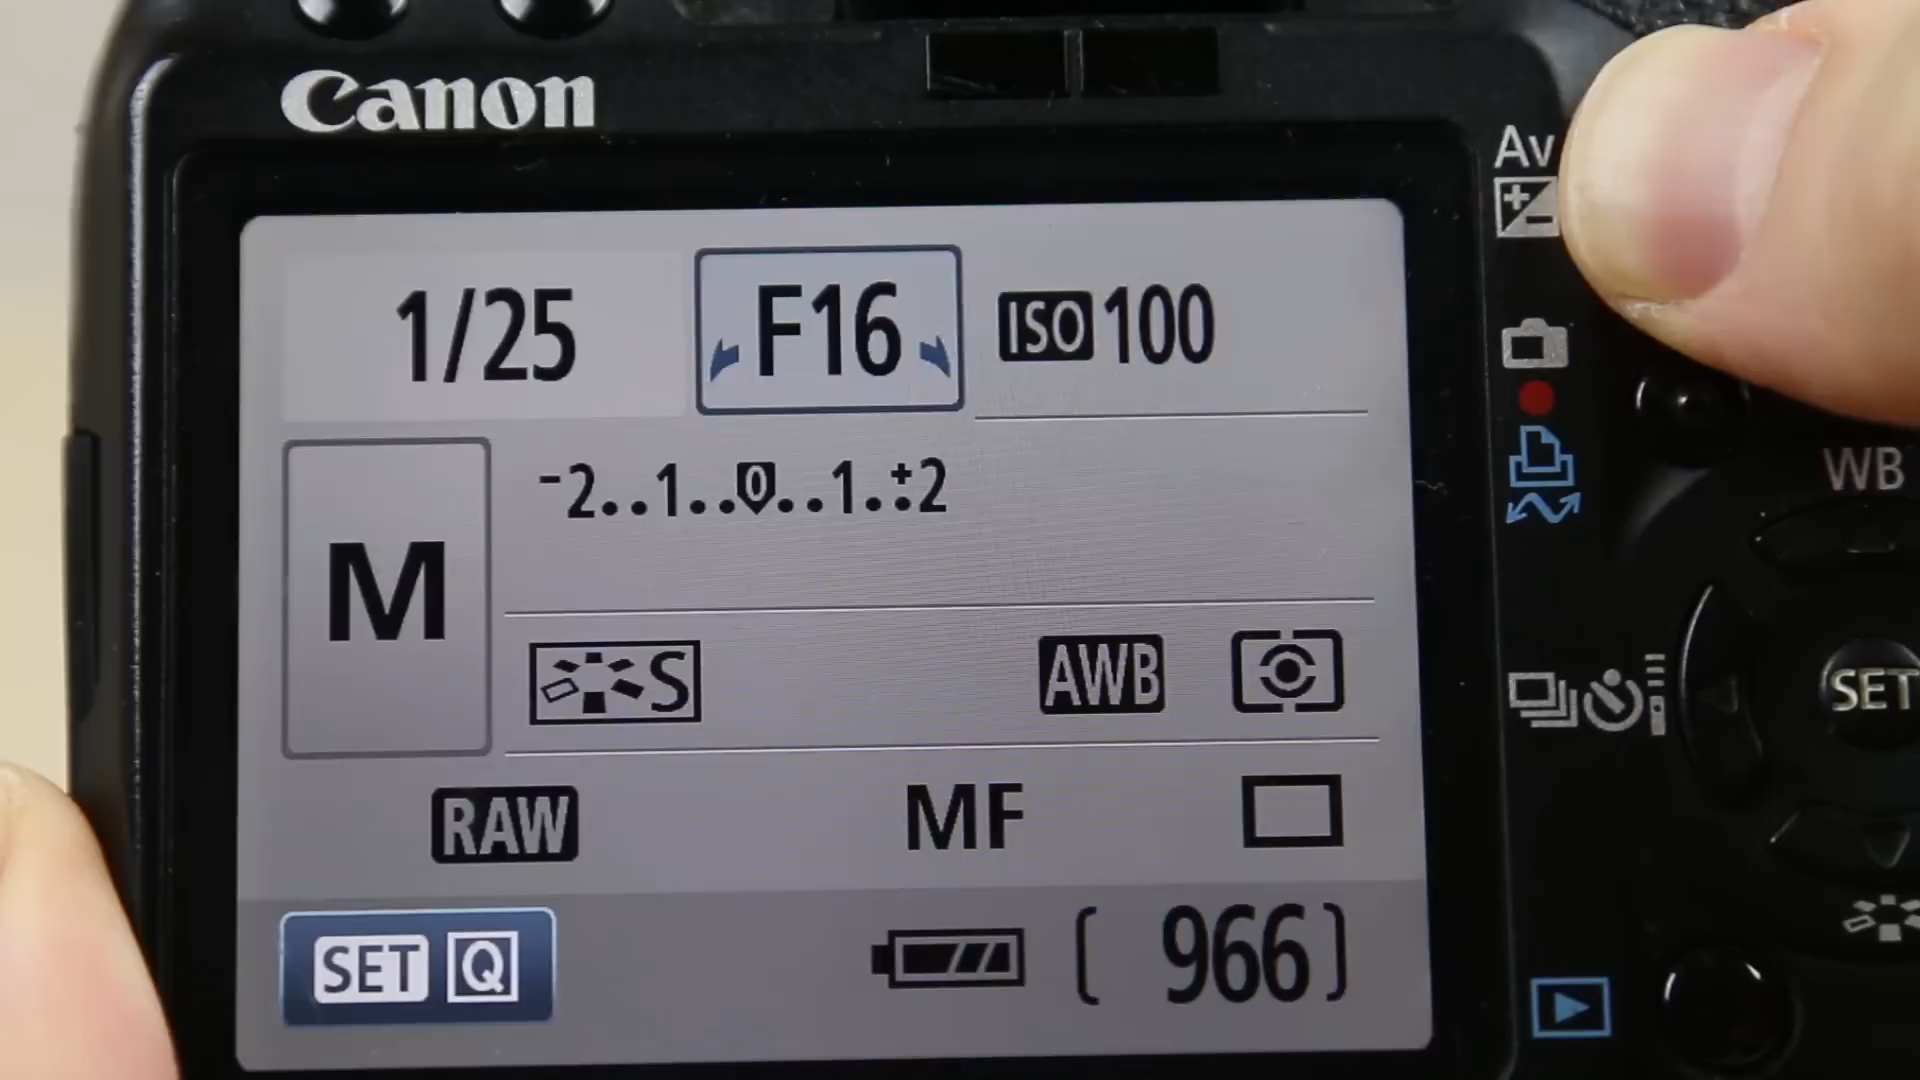 Canon
Av
1/25 F16 ISO 100
-2..1..0..1..+2
WB
M
S AWB
SET
RAW MF
SET Q [ 966]